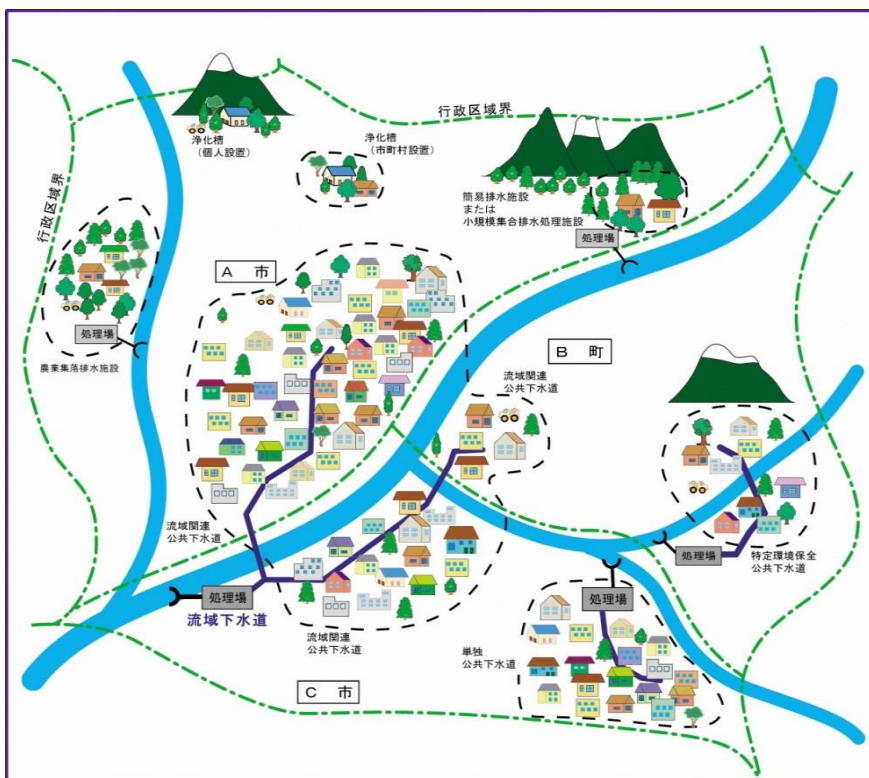 行政区域界
浄化槽
（個人設置）
浄化槽
（市町村設置）
行政区域界
簡易排水施設
または
小規模集合排水処理施設
処理場
処理場
農業集落排水施設
A 市
B 町
流域関連
公共下水道
流域関連
公共下水道
処理場
特定環境保全
公共下水道
処理場
流域下水道
流域関連
公共下水道
処理場
単独
公共下水道
C 市